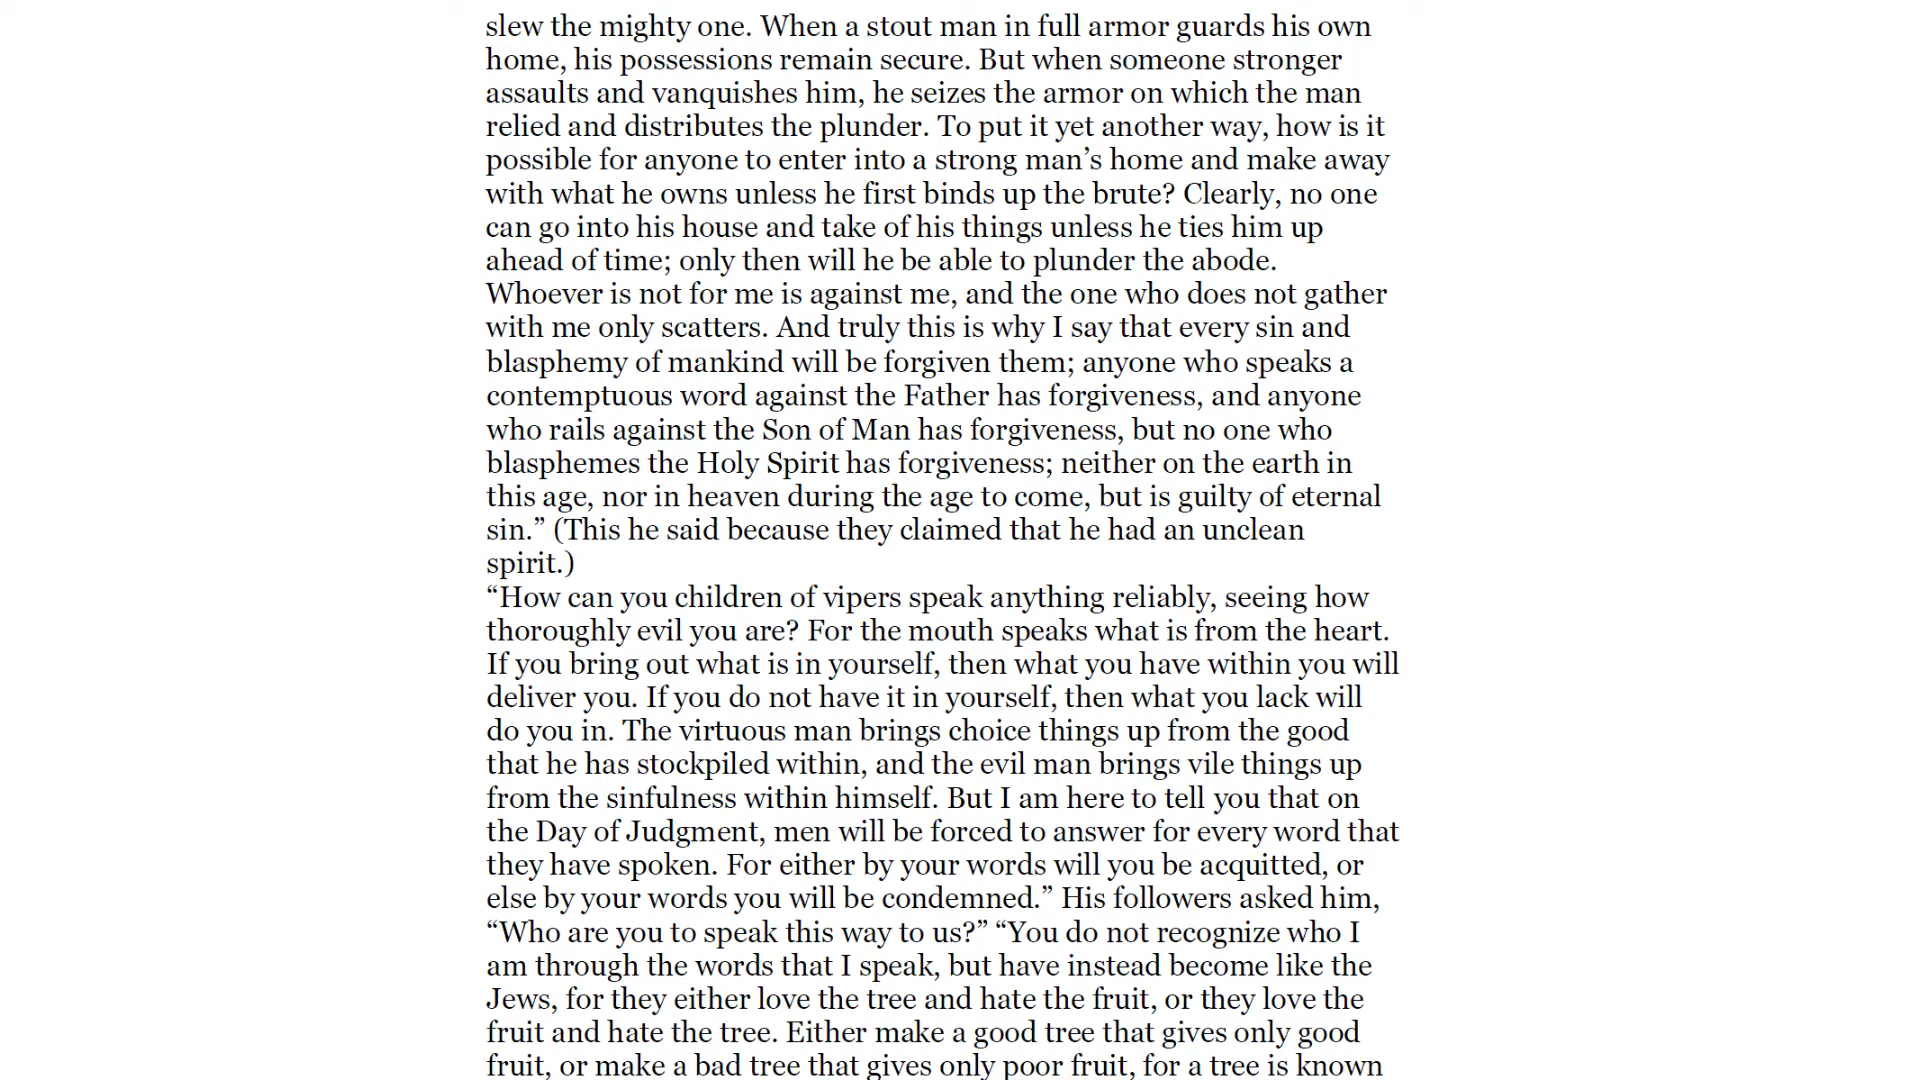 slew the mighty one. When a stout man in full armor guards his own
home, his possessions remain secure. But when someone stronger
assaults and vanquishes him, he seizes the armor on which the man
relied and distributes the plunder. To put it yet another way, how is it
possible for anyone to enter into a strong man’s home and make away
with what he owns unless he first binds up the brute? Clearly, no one
can go into his house and take of his things unless he ties him up
ahead of time; only then will he be able to plunder the abode.
Whoever is not for me is against me, and the one who does not gather
with me only scatters. And truly this is why I say that every sin and
blasphemy of mankind will be forgiven them; anyone who speaks a
contemptuous word against the Father has forgiveness, and anyone
who rails against the Son of Man has forgiveness, but no one who
blasphemes the Holy Spirit has forgiveness; neither on the earth in
this age, nor in heaven during the age to come, but is guilty of eternal
sin.” (This he said because they claimed that he had an unclean
spirit.)
“How can you children of vipers speak anything reliably, seeing how
thoroughly evil you are? For the mouth speaks what is from the heart.
If you bring out what is in yourself, then what you have within you will
deliver you. If you do not have it in yourself, then what you lack will
do you in. The virtuous man brings choice things up from the good
that he has stockpiled within, and the evil man brings vile things up
from the sinfulness within himself. But I am here to tell you that on
the Day of Judgment, men will be forced to answer for every word that
they have spoken. For either by your words will you be acquitted, or
else by your words you will be condemned.” His followers asked him,
“Who are you to speak this way to us?” “You do not recognize who I
am through the words that I speak, but have instead become like the
Jews, for they either love the tree and hate the fruit, or they love the
fruit and hate the tree. Either make a good tree that gives only good
fruit, or make a bad tree that gives only poor fruit, for a tree is known